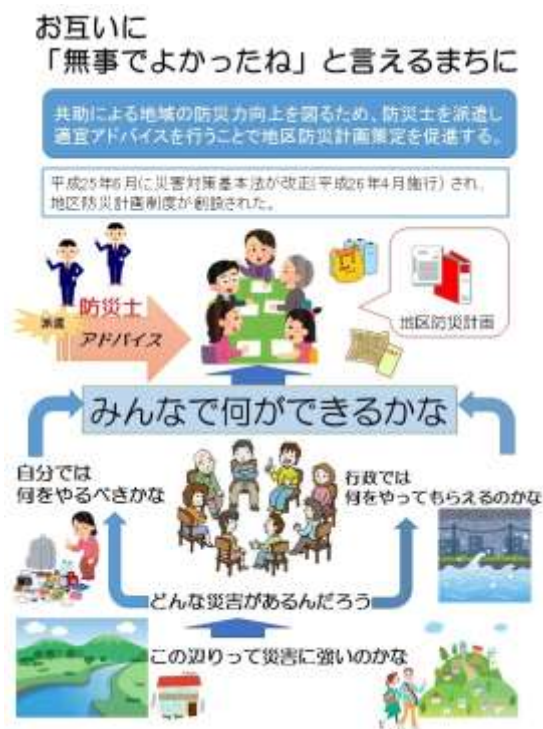 お互いに
「無事でよかったね」と言えるまちに
共助による地域の防災力向上を図るため、防災士を派遣し
適宜アドバイスを行うことで地区防災計画策定を促進する。
平成25年6月に災害対策基本法が改正(平成26年4月施行)され、
地区防災計画制度が創設された。
派遣
防災士
アドバイス
地区防災計画
みんなで何ができるかな
自分では
何をやるべきかな
行政では
何をやってもらえるのかな
どんな災害があるんだろう
この辺りって災害に強いのかな